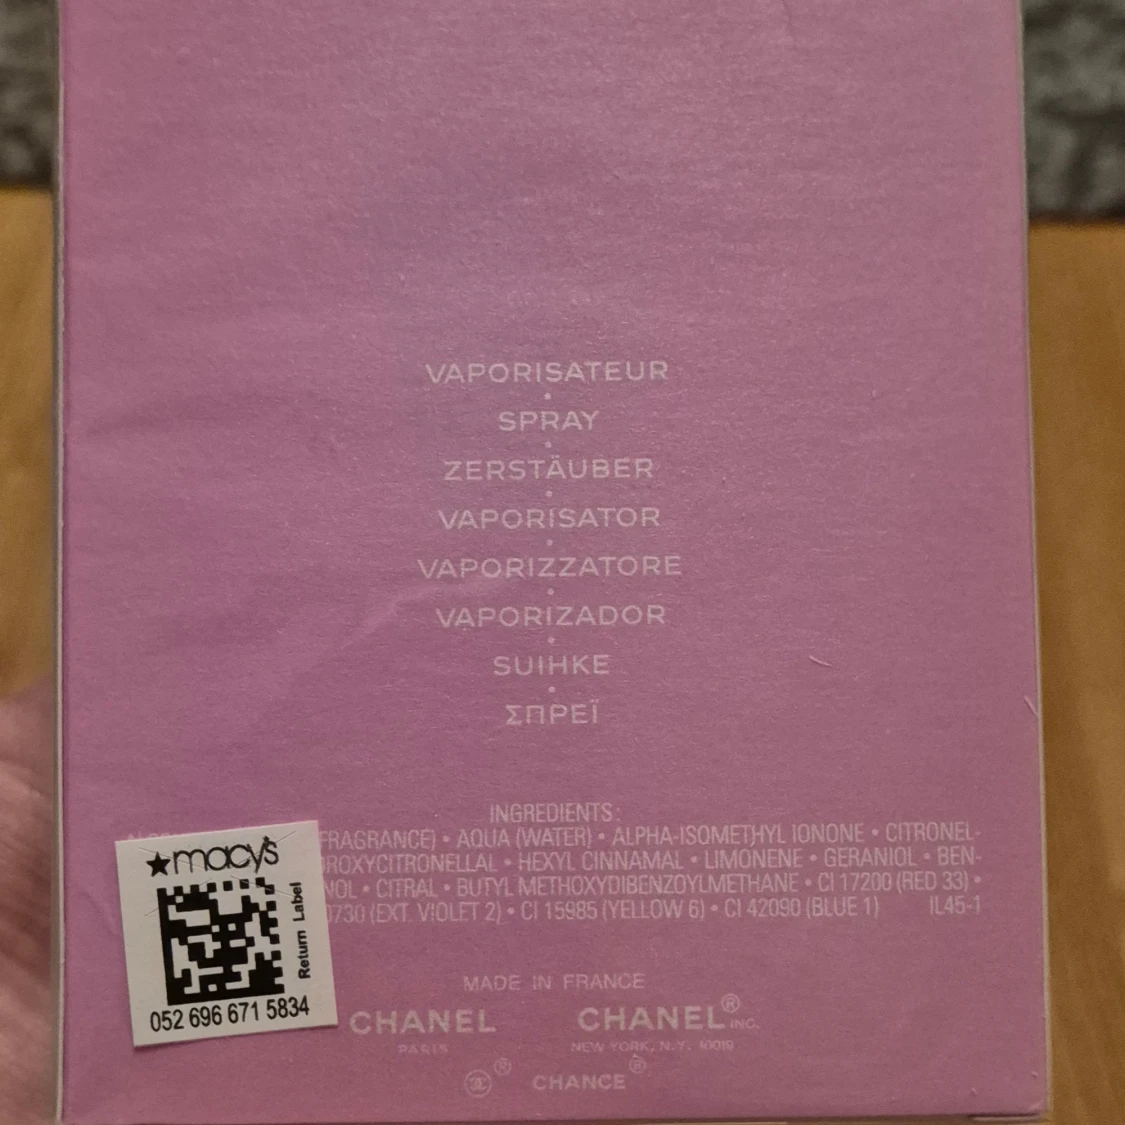 VAPORISATEUR
SPRAY
ZERSTÄUBER
VAPORISATOR
VAPORIZZATORE
VAPORIZADOR
SUIHKE
ΣΠΡΕΪ
INGREDIENTS:
FRAGRANCE) • AQUA (WATER) • ALPHA-ISOMETHYL IONONE • CITRONEL-
ROXYCITRONELLAL • HEXYL CINNAMAL • LIMONENE • GERANIOL • BEN-
NOL • CITRAL • BUTYL METHOXYDIBENZOYLMETHANE • CI 17200 (RED 33) •
0730 (EXT. VIOLET 2) • CI 15985 (YELLOW 6) • CI 42090 (BLUE 1) IL45-1
★macy's
Return Label
052 696 671 5834
MADE IN FRANCE
CHANEL CHANEL® INC.
PARIS NEW YORK, N.Y. 10019
® CHANCE®